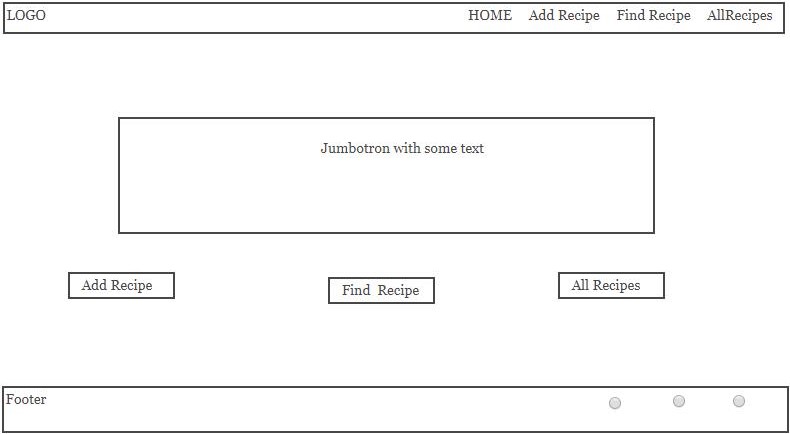 LOGO HOME Add Recipe Find Recipe AllRecipes
Jumbotron with some text
Add Recipe Find Recipe All Recipes
Footer